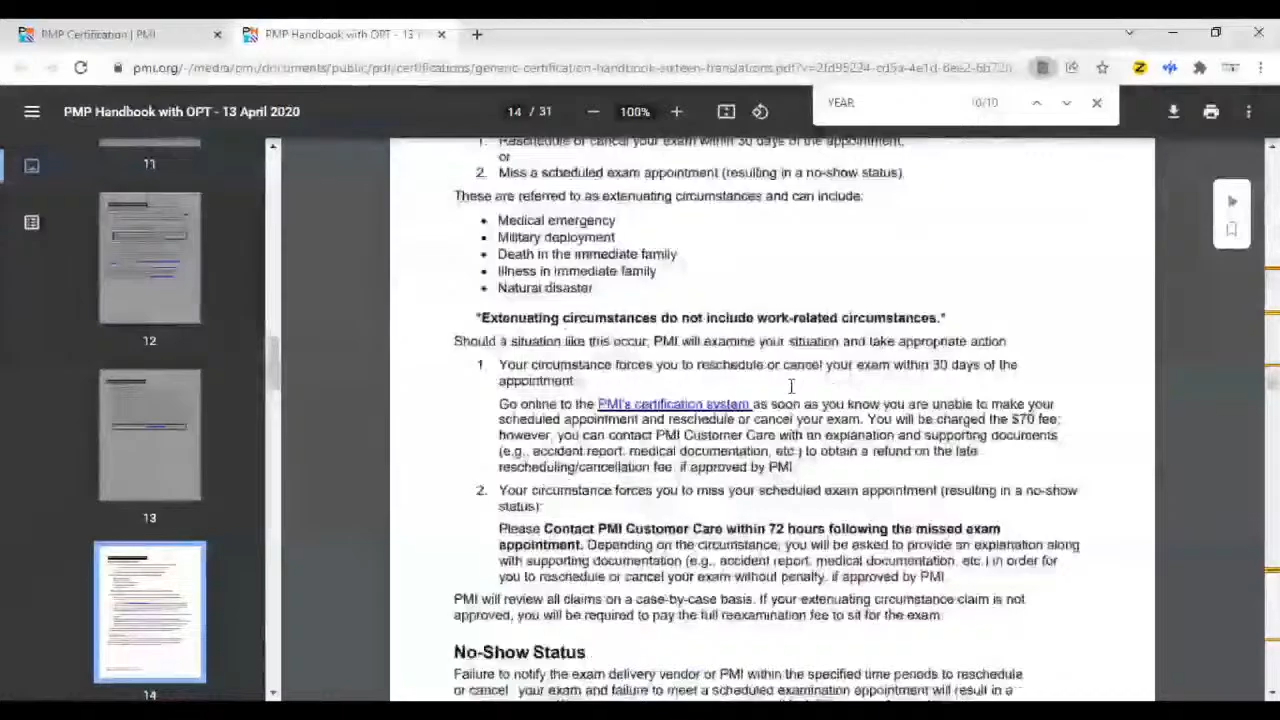 PMP Certification | PMI
PMP Handbook with OPT - 13
YEAR
PMP Handbook with OPT - 13 April 2020
14 / 31
100%
11
12
13
14
1. Reschedule or cancel your exam within 30 days of the appointment,
or
2. Miss a scheduled exam appointment (resulting in a no-show status)
These are referred to as extenuating circumstances and can include:
• Medical emergency
• Military deployment
• Death in the immediate family
• Illness in immediate family
• Natural disaster
*Extenuating circumstances do not include work-related circumstances.*
Should a situation like this occur, PMI will examine your situation and take appropriate action
1 Your circumstance forces you to reschedule or cancel your exam within 30 days of the
appointment
Go online to the PMI's certification system as soon as you know you are unable to make your
scheduled appointment and reschedule or cancel your exam. You will be charged the $70 fee;
however, you can contact PMI Customer Care with an explanation and supporting documents
(e.g., accident report, medical documentation, etc.) to obtain a refund on the late
rescheduling/cancellation fee, if approved by PMI
2. Your circumstance forces you to miss your scheduled exam appointment (resulting in a no-show
status):
Please Contact PMI Customer Care within 72 hours following the missed exam
appointment. Depending on the circumstance, you will be asked to provide an explanation along
with supporting documentation (e.g., accident report, medical documentation, etc.) in order for
you to reschedule or cancel your exam without penalty, if approved by PMI
PMI will review all claims on a case-by-case basis. If your extenuating circumstance claim is not
approved, you will be required to pay the full reexamination fee to sit for the exam
No-Show Status
Failure to notify the exam delivery vendor or PMI within the specified time periods to reschedule
or cancel your exam and failure to meet a scheduled examination appointment will result in a